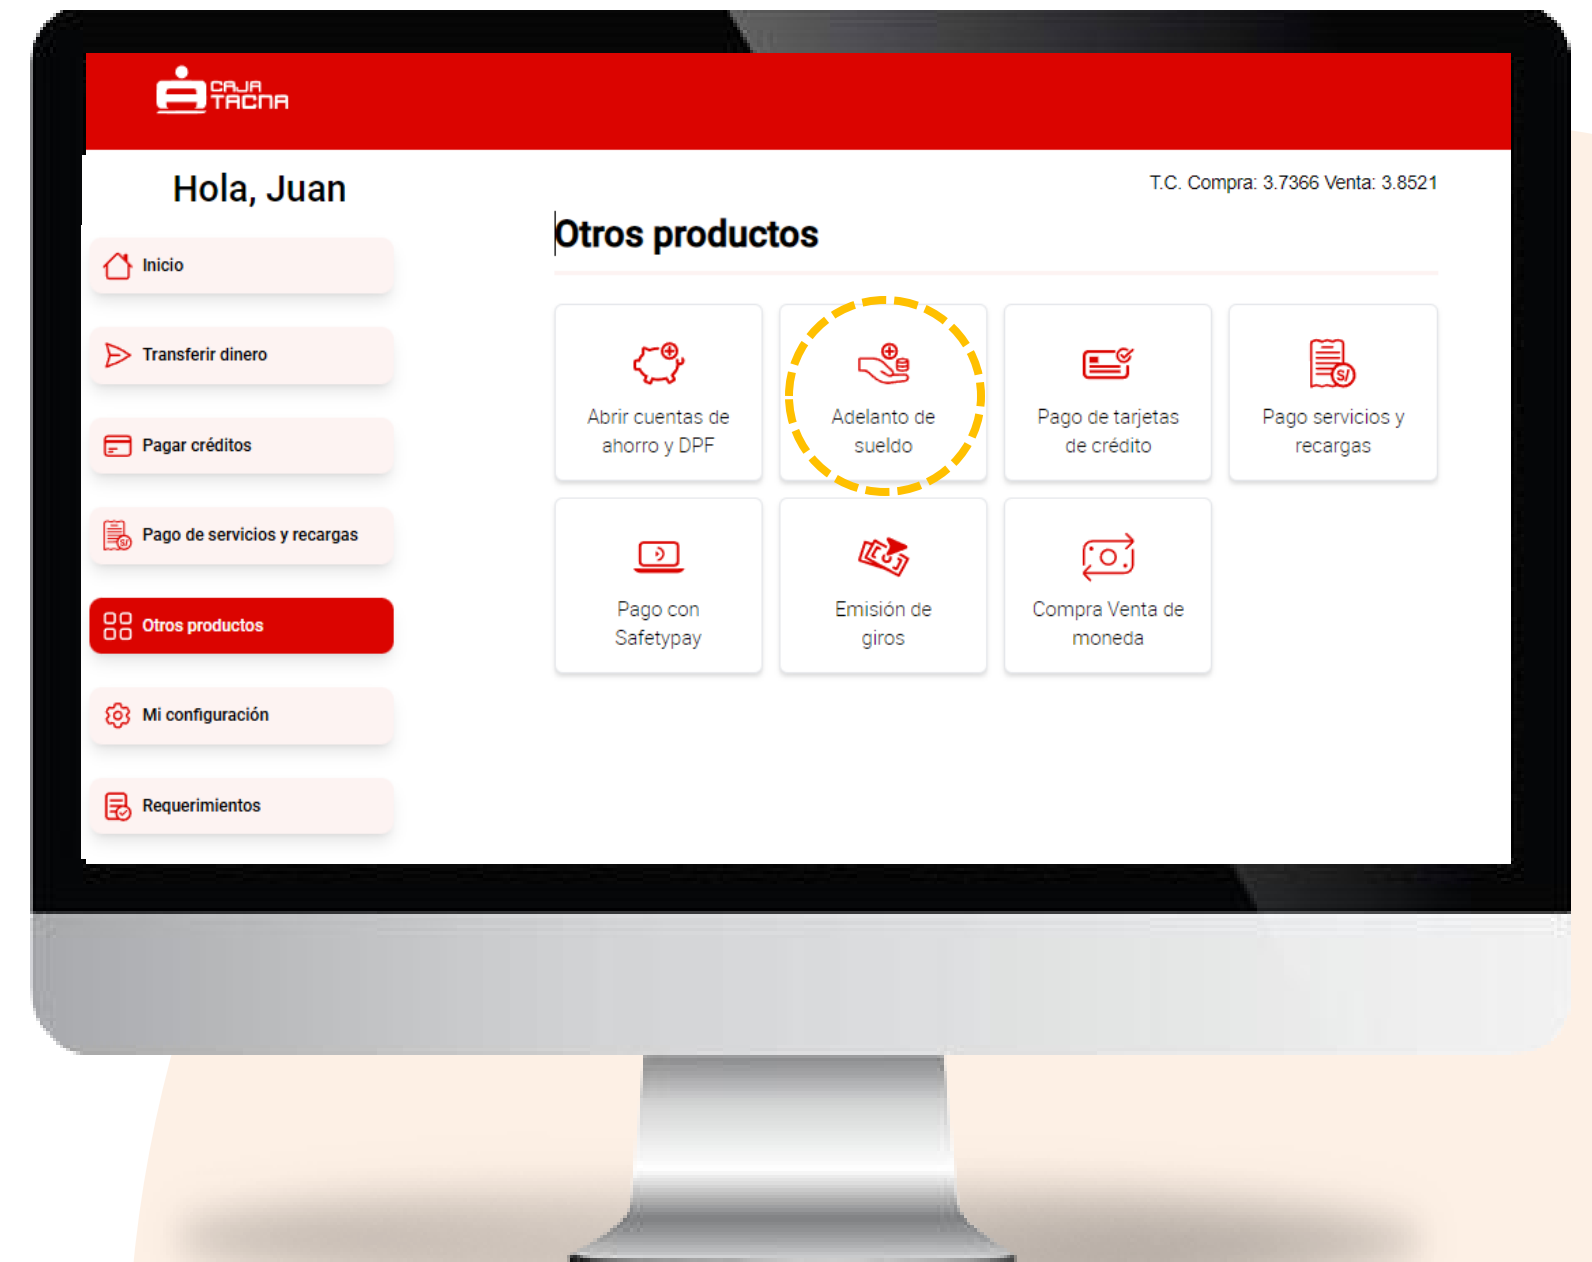 CAJA
TACNA
Hola, Juan
T.C. Compra: 3.7366 Venta: 3.8521
Otros productos
Inicio
Transferir dinero
Pagar créditos
Pago de servicios y recargas
Otros productos
Mi configuración
Requerimientos
Abrir cuentas de
ahorro y DPF
Adelanto de
sueldo
Pago de tarjetas
de crédito
S/
Pago servicios y
recargas
Pago con
Safetypay
Emisión de
giros
Compra Venta de
moneda